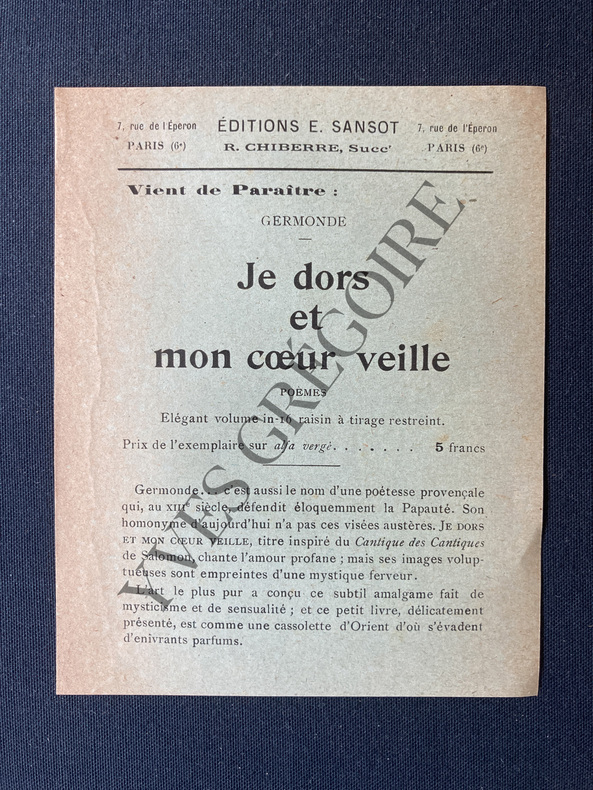 7, rue de l'Éperon ÉDITIONS E. SANSOT 7, rue de l'Éperon
PARIS (6e) R. CHIBERRE, Succr PARIS (6e)
Vient de Paraître :
GERMONDE
Je dors
et
mon cœur veille
POÈMES
Elégant volume in-16 raisin à tirage restreint.
Prix de l'exemplaire sur alfa vergé. . . . . . . 5 francs
Germonde... c'est aussi le nom d'une poétesse provençale
qui, au XIIIe siècle, défendit éloquemment la Papauté. Son
homonyme d'aujourd'hui n'a pas ces visées austères. JE DORS
ET MON CŒUR VEILLE, titre inspiré du Cantique des Cantiques
de Salomon, chante l'amour profane ; mais ses images volup-
tueuses sont empreintes d'une mystique ferveur.
L'art le plus pur a conçu ce subtil amalgame fait de
mysticisme et de sensualité ; et ce petit livre, délicatement
présenté, est comme une cassolette d'Orient d'où s'évadent
d'enivrants parfums.
YVES GRÉGOIRE